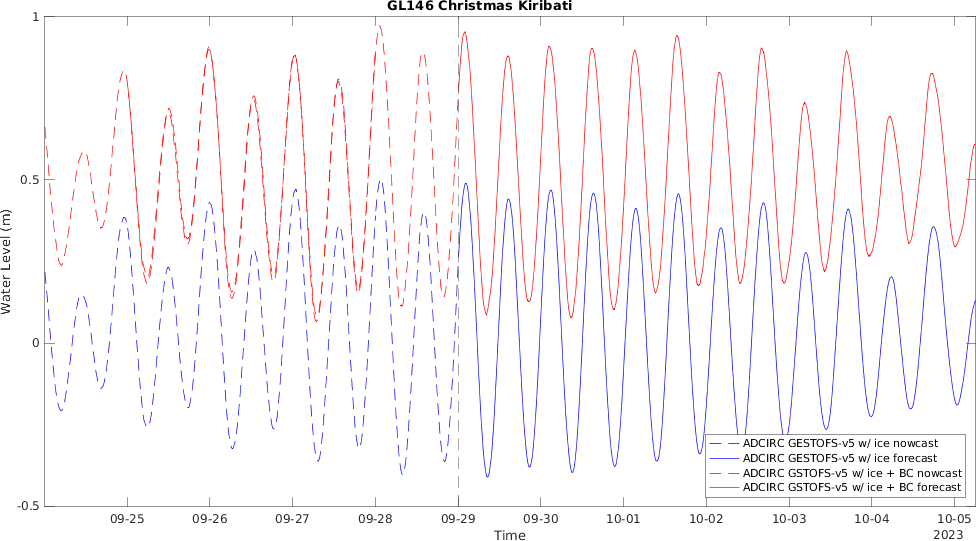 GL146 Christmas Kiribati
1
0.5
0
-0.5
Water Level (m)
ADCIRC GESTOFS-v5 w/ ice nowcast
ADCIRC GESTOFS-v5 w/ ice forecast
ADCIRC GSTOFS-v5 w/ ice + BC nowcast
ADCIRC GSTOFS-v5 w/ ice + BC forecast
09-25 09-26 09-27 09-28 09-29 09-30 10-01 10-02 10-03 10-04 10-05
Time
2023